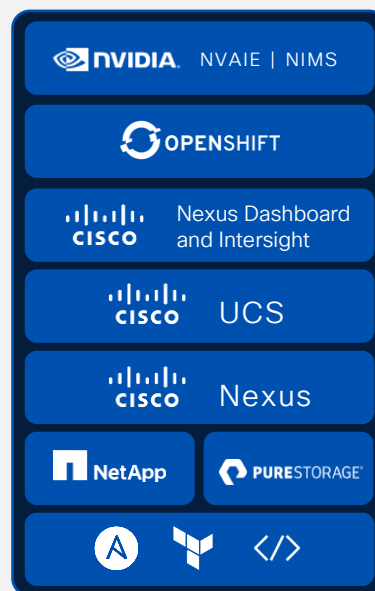 NVIDIA. NVAIE | NIMS
OPENSHIFT
CISCO Nexus Dashboard
and Intersight
CISCO UCS
CISCO Nexus
NetApp PURESTORAGE®
</>